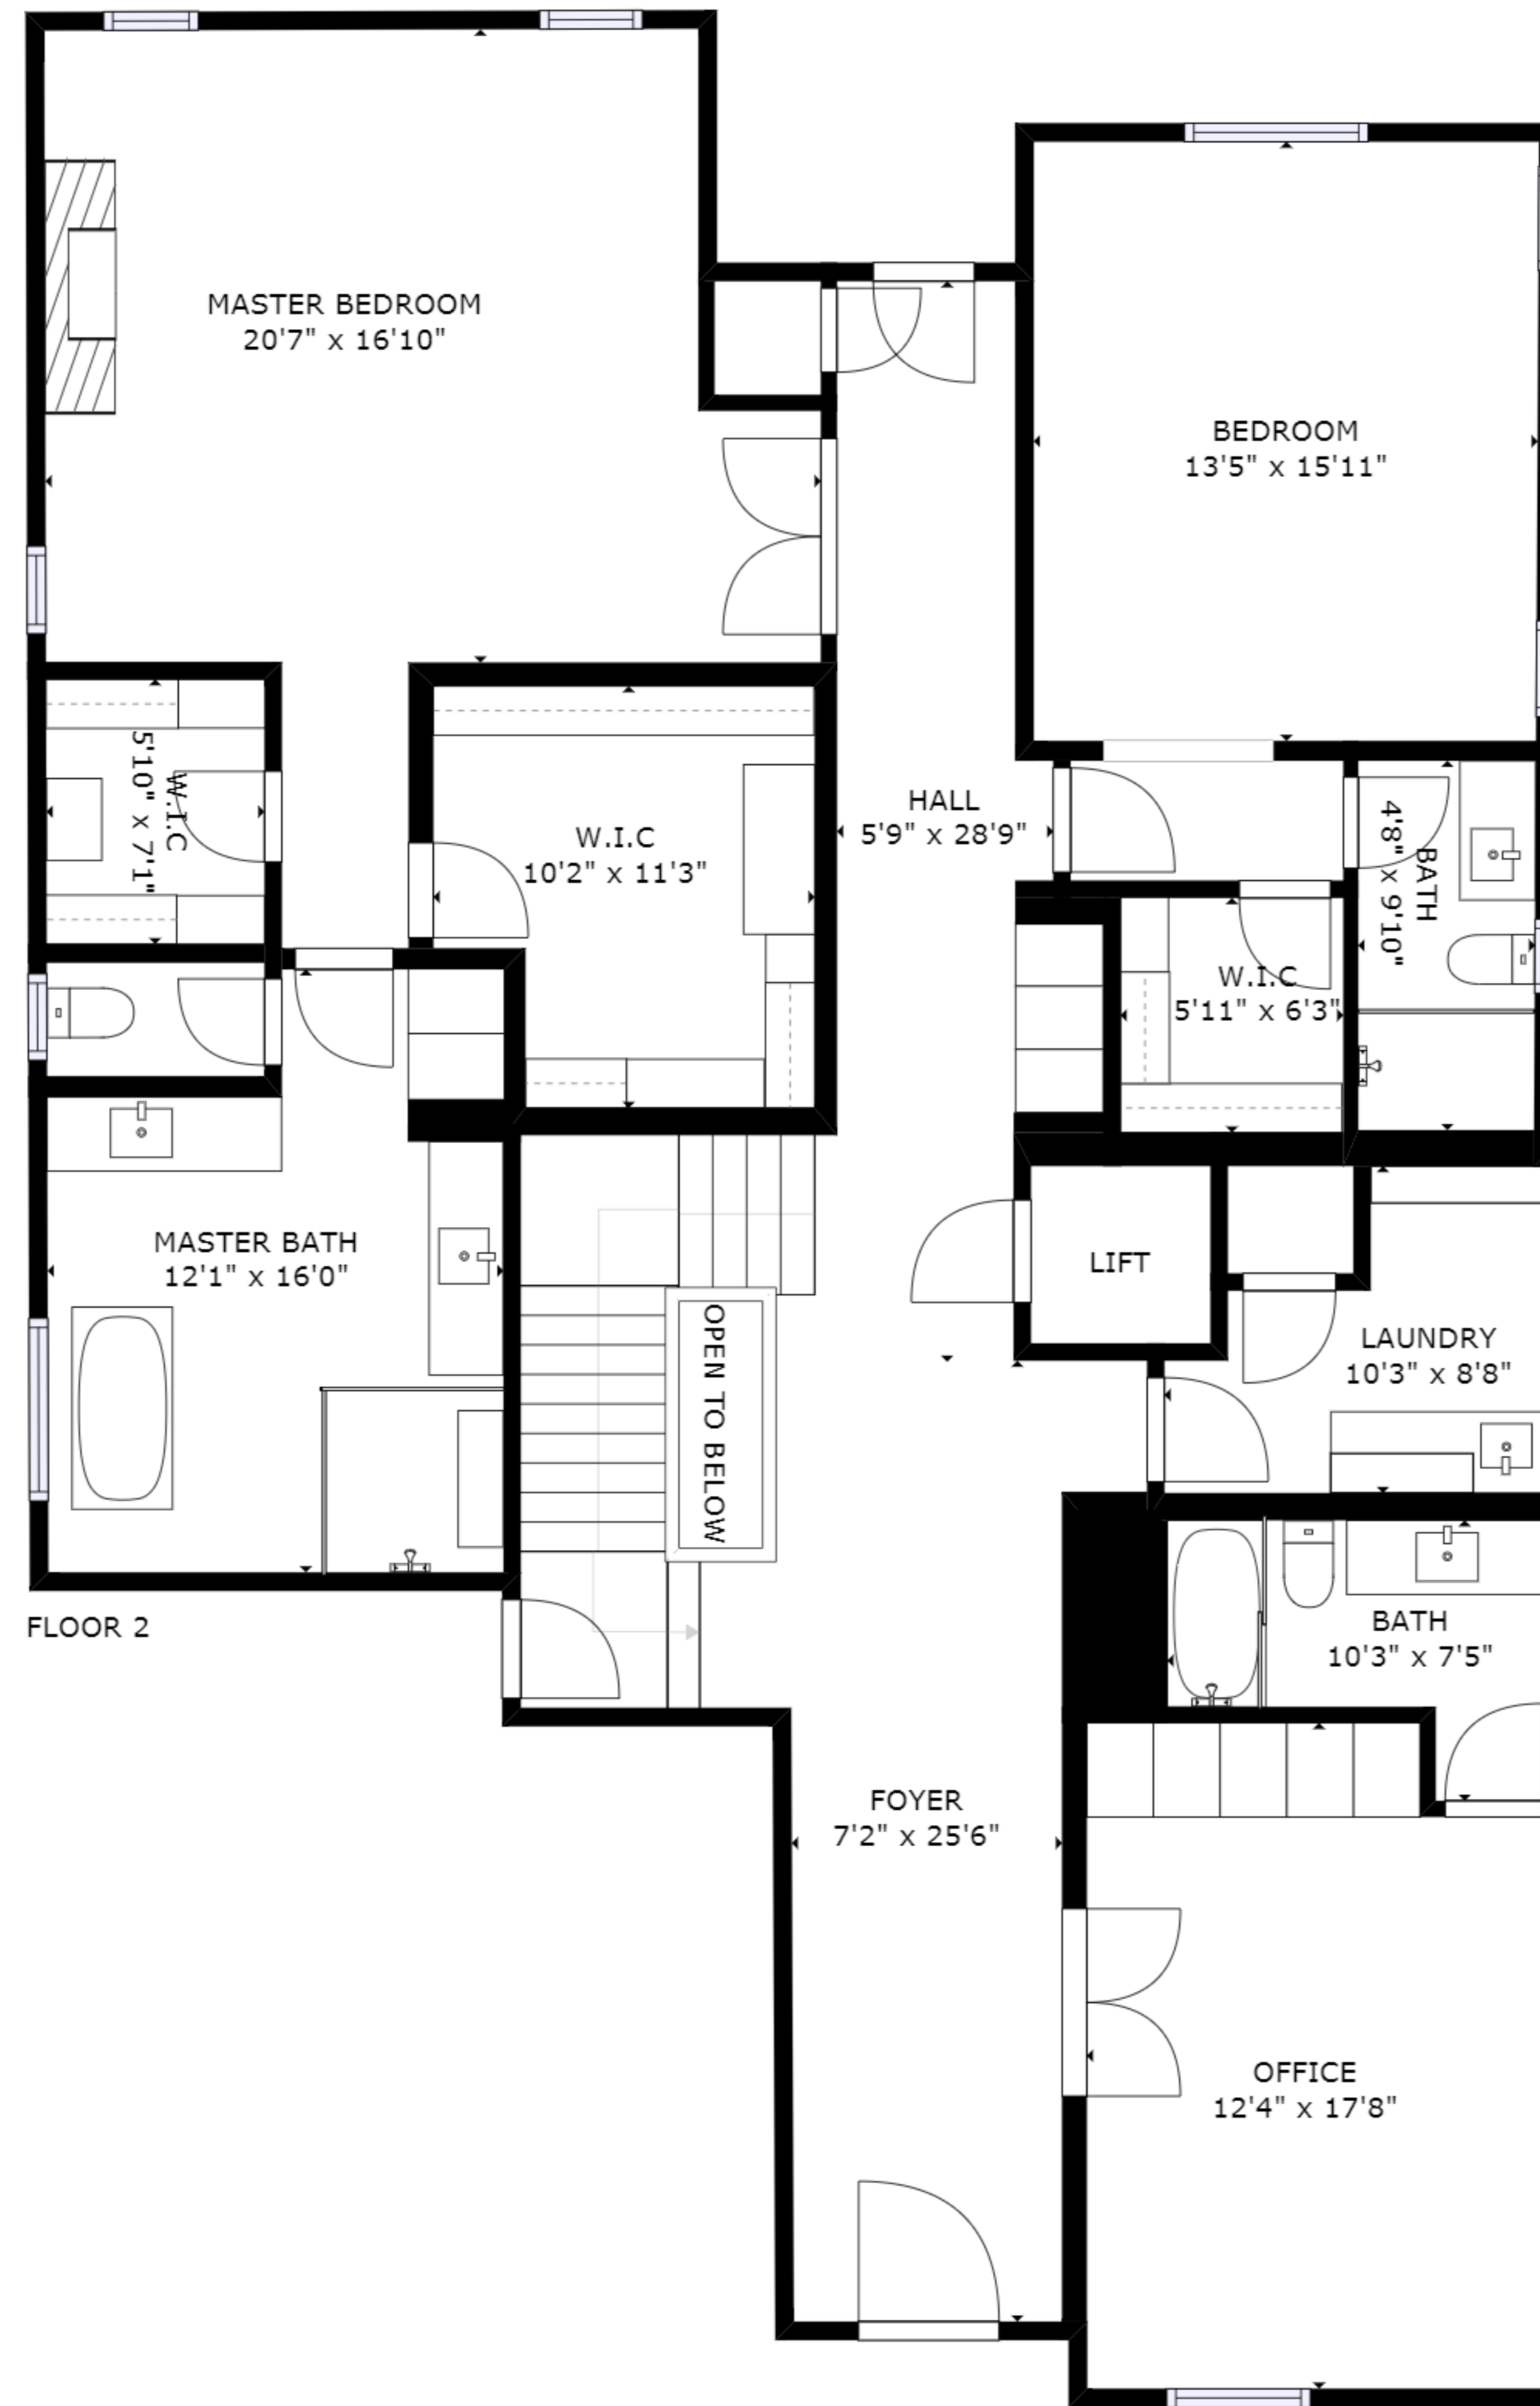 MASTER BEDROOM
20'7" x 16'10"
BEDROOM
13'5" x 15'11"
W.I.C
5'10" x 7'1"
W.I.C
10'2" x 11'3"
HALL
5'9" x 28'9"
BATH
4'8" x 9'10"
W.I.C
5'11" x 6'3"
MASTER BATH
12'1" x 16'0"
LIFT
OPEN TO BELOW
LAUNDRY
10'3" x 8'8"
FLOOR 2
BATH
10'3" x 7'5"
FOYER
7'2" x 25'6"
OFFICE
12'4" x 17'8"